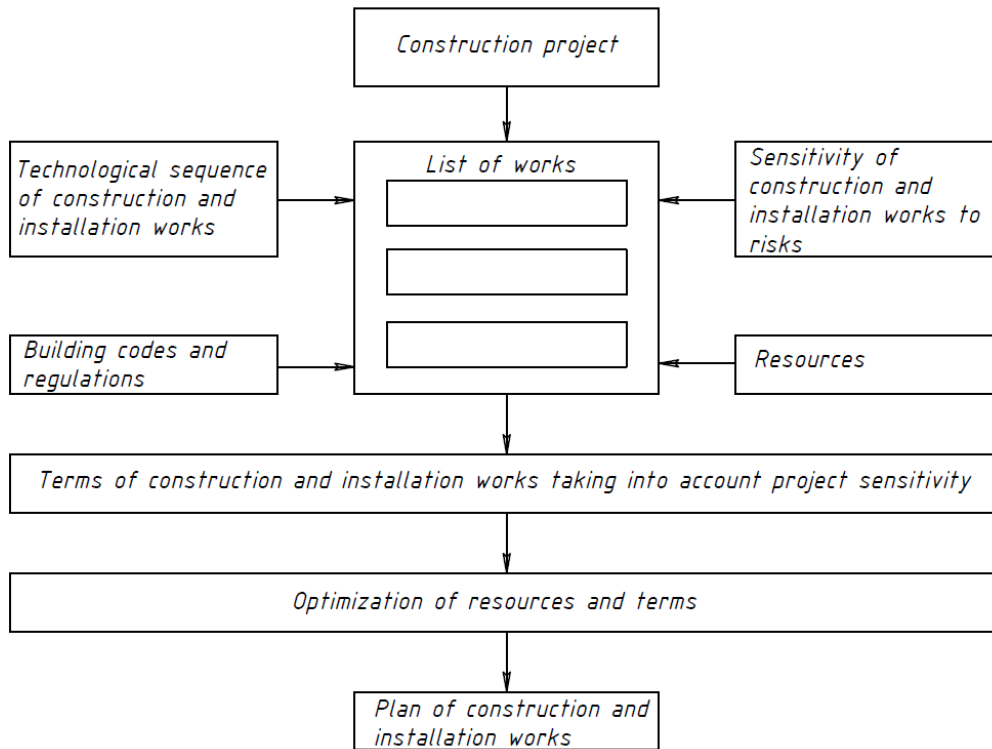 Construction project
Technological sequence
of construction and
installation works
List of works
Sensitivity of
construction and
installation works to
risks
Building codes and
regulations
Resources
Terms of construction and installation works taking into account project sensitivity
Optimization of resources and terms
Plan of construction and
installation works